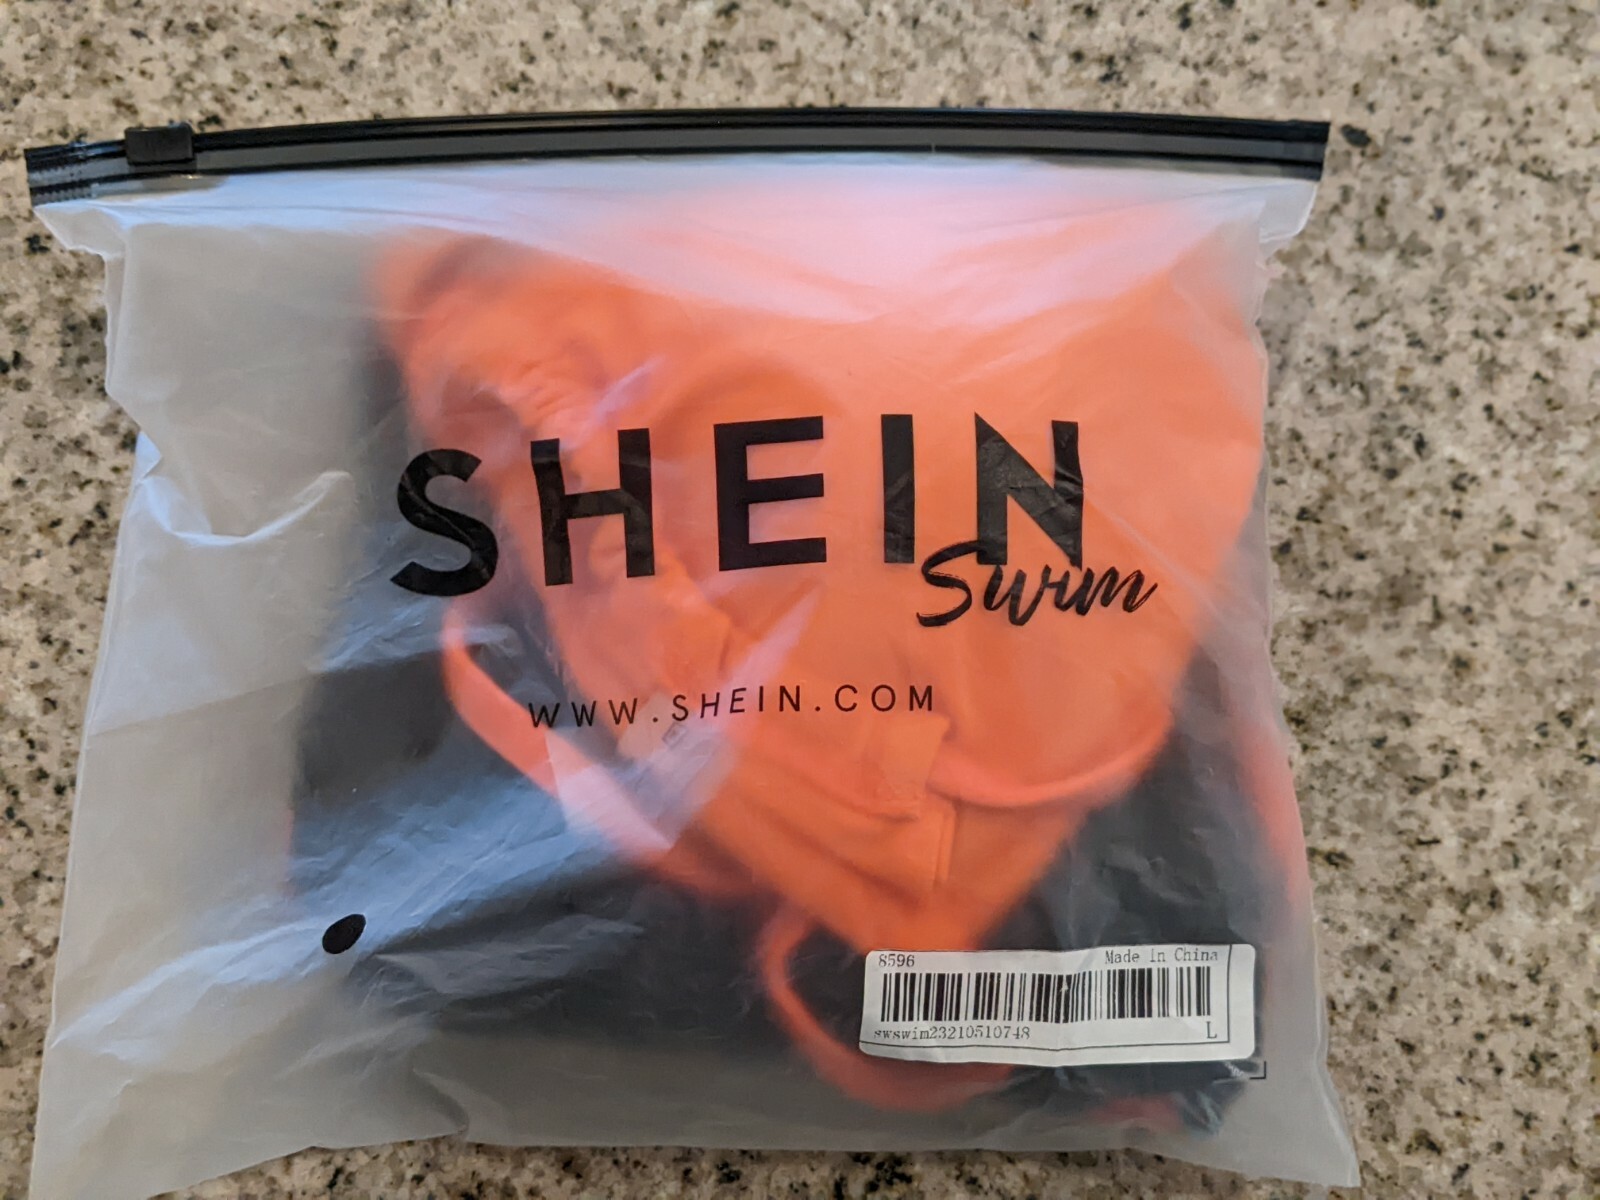 SHEIN
Swim
WWW.SHEIN.COM
8596 Made In China
swswim23210510748 L